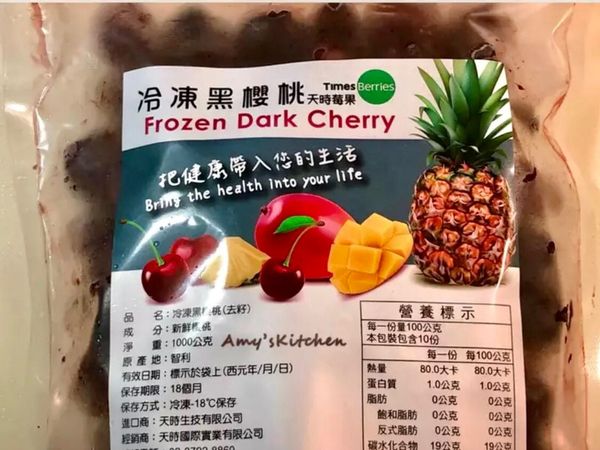 冷凍黑櫻桃
Times Berries
天時莓果
Frozen Dark Cherry
把健康帶入您的生活
Bring the health into your life
品名：冷凍黑櫻桃(去籽)
成分：新鮮櫻桃
淨重：1000公克
原產地：智利
有效日期：標示於袋上(西元年/月/日)
保存期限：18個月
保存方式：冷凍-18℃保存
進口商：天時生技有限公司
經銷商：天時國際實業有限公司
Amy'sKitchen
營養標示
每一份量100公克
本包裝包含10份
每一份 每100公克
熱量 80.0大卡 80.0大卡
蛋白質 1.0公克 1.0公克
脂肪 0公克 0公克
飽和脂肪 0公克 0公克
反式脂肪 0公克 0公克
碳水化合物 19公克 19公克